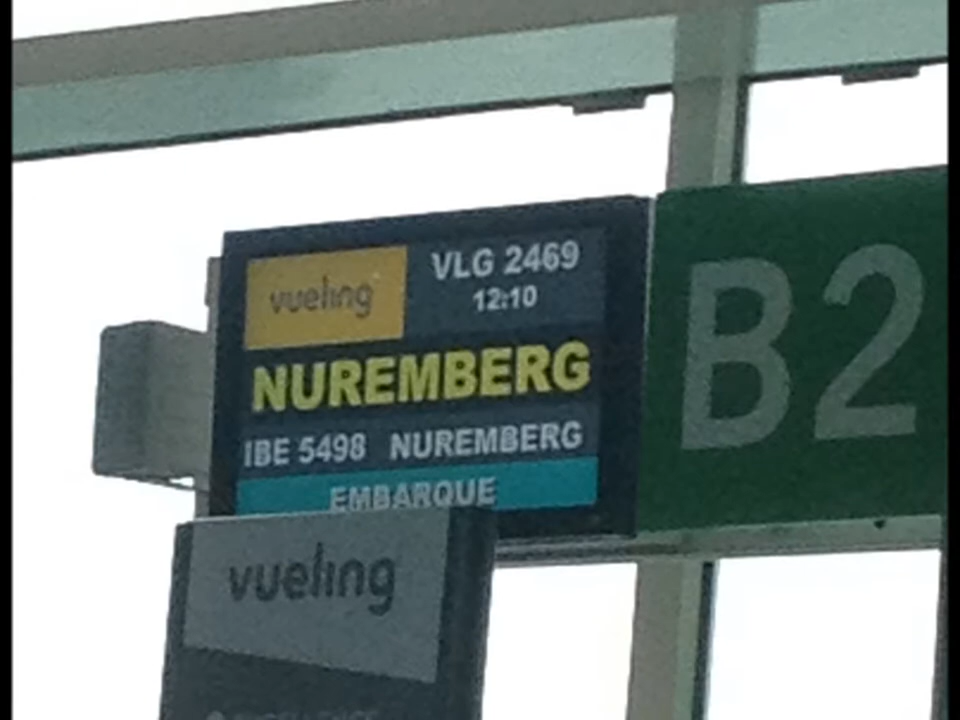 vueling
VLG 2469
12:10
NUREMBERG
IBE 5498 NUREMBERG
EMBARQUE
B2
vueling